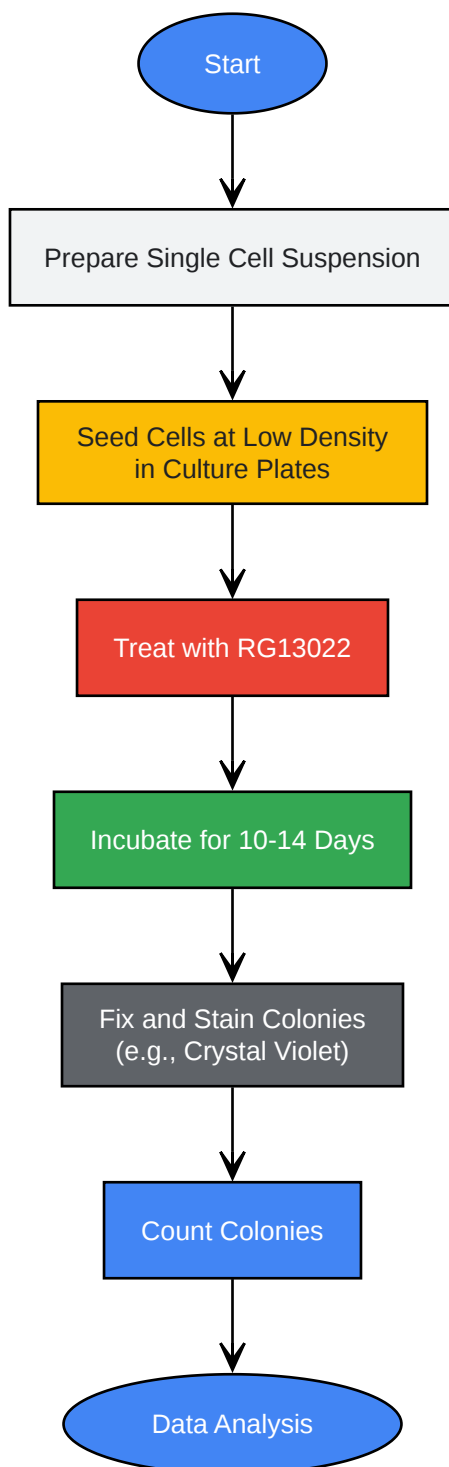 Start
Prepare Single Cell Suspension
Seed Cells at Low Density
in Culture Plates
Treat with RG13022
Incubate for 10-14 Days
Fix and Stain Colonies
(e.g., Crystal Violet)
Count Colonies
Data Analysis